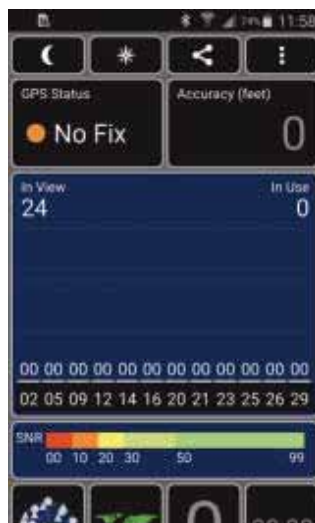 11:58
GPS Status
Accuracy (feet)
No Fix
0
In View
In Use
24
0
00 00 00 00 00 00 00 00 00 00 00 00
02 05 09 12 14 16 20 21 23 25 26 29
SNR
00 10 20 30 50 99
0